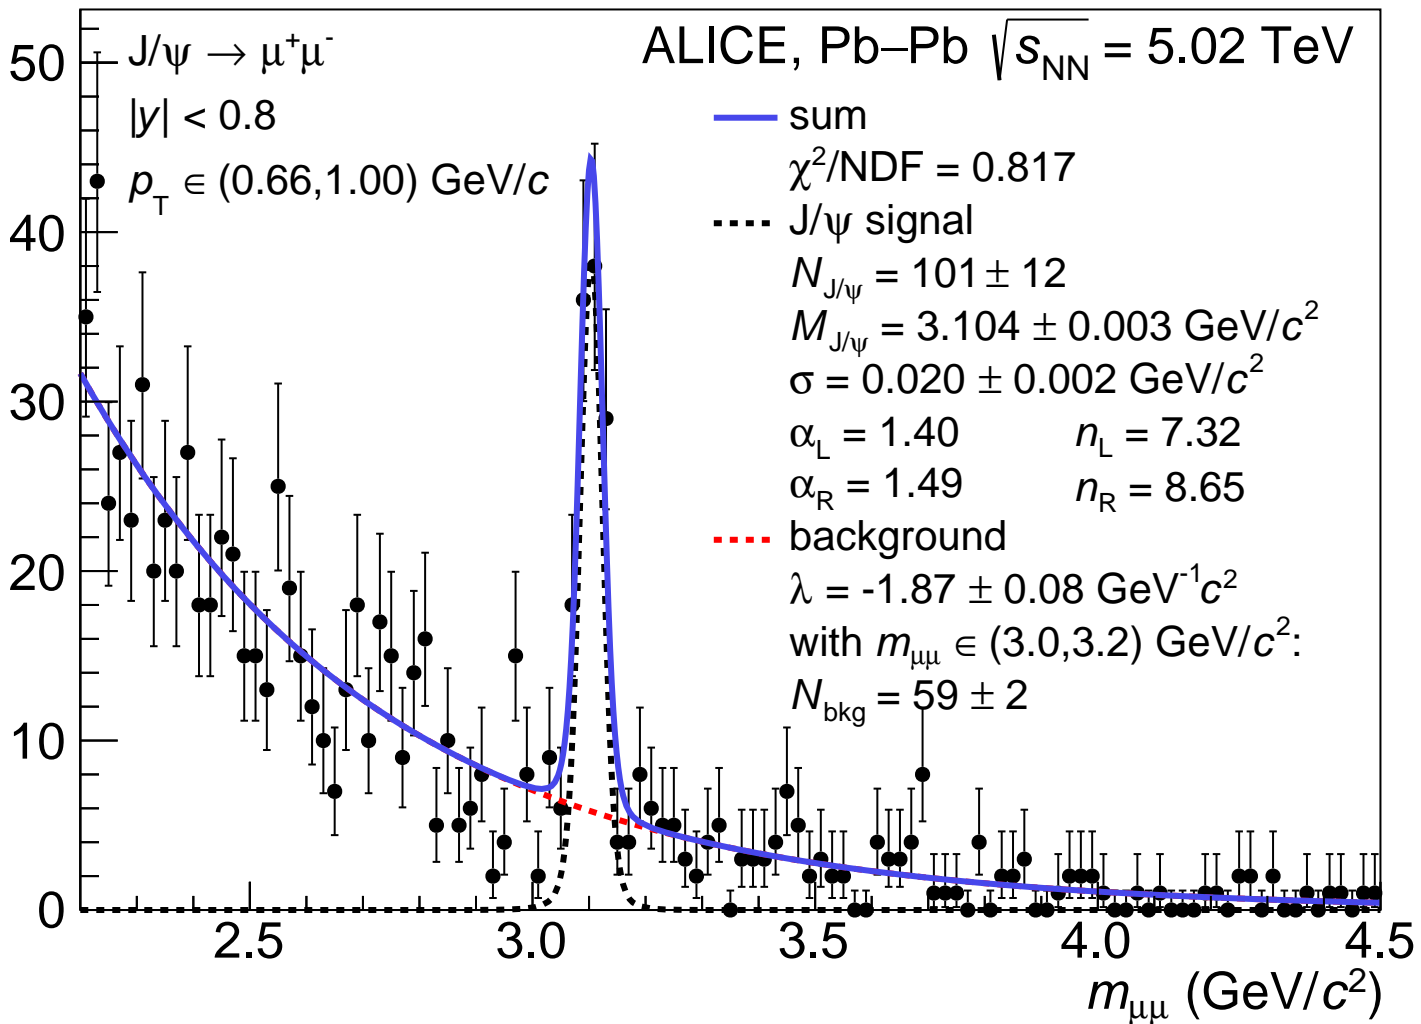 J/ψ → μ⁺μ⁻
|y| < 0.8
p_T ∈ (0.66,1.00) GeV/c
ALICE, Pb–Pb √s_NN = 5.02 TeV
sum
χ²/NDF = 0.817
J/ψ signal
N_J/ψ = 101 ± 12
M_J/ψ = 3.104 ± 0.003 GeV/c²
σ = 0.020 ± 0.002 GeV/c²
α_L = 1.40 n_L = 7.32
α_R = 1.49 n_R = 8.65
background
λ = -1.87 ± 0.08 GeV⁻¹c²
with m_μμ ∈ (3.0,3.2) GeV/c²:
N_bkg = 59 ± 2
50
40
30
20
10
0
2.5 3.0 3.5 4.0 4.5
m_μμ (GeV/c²)